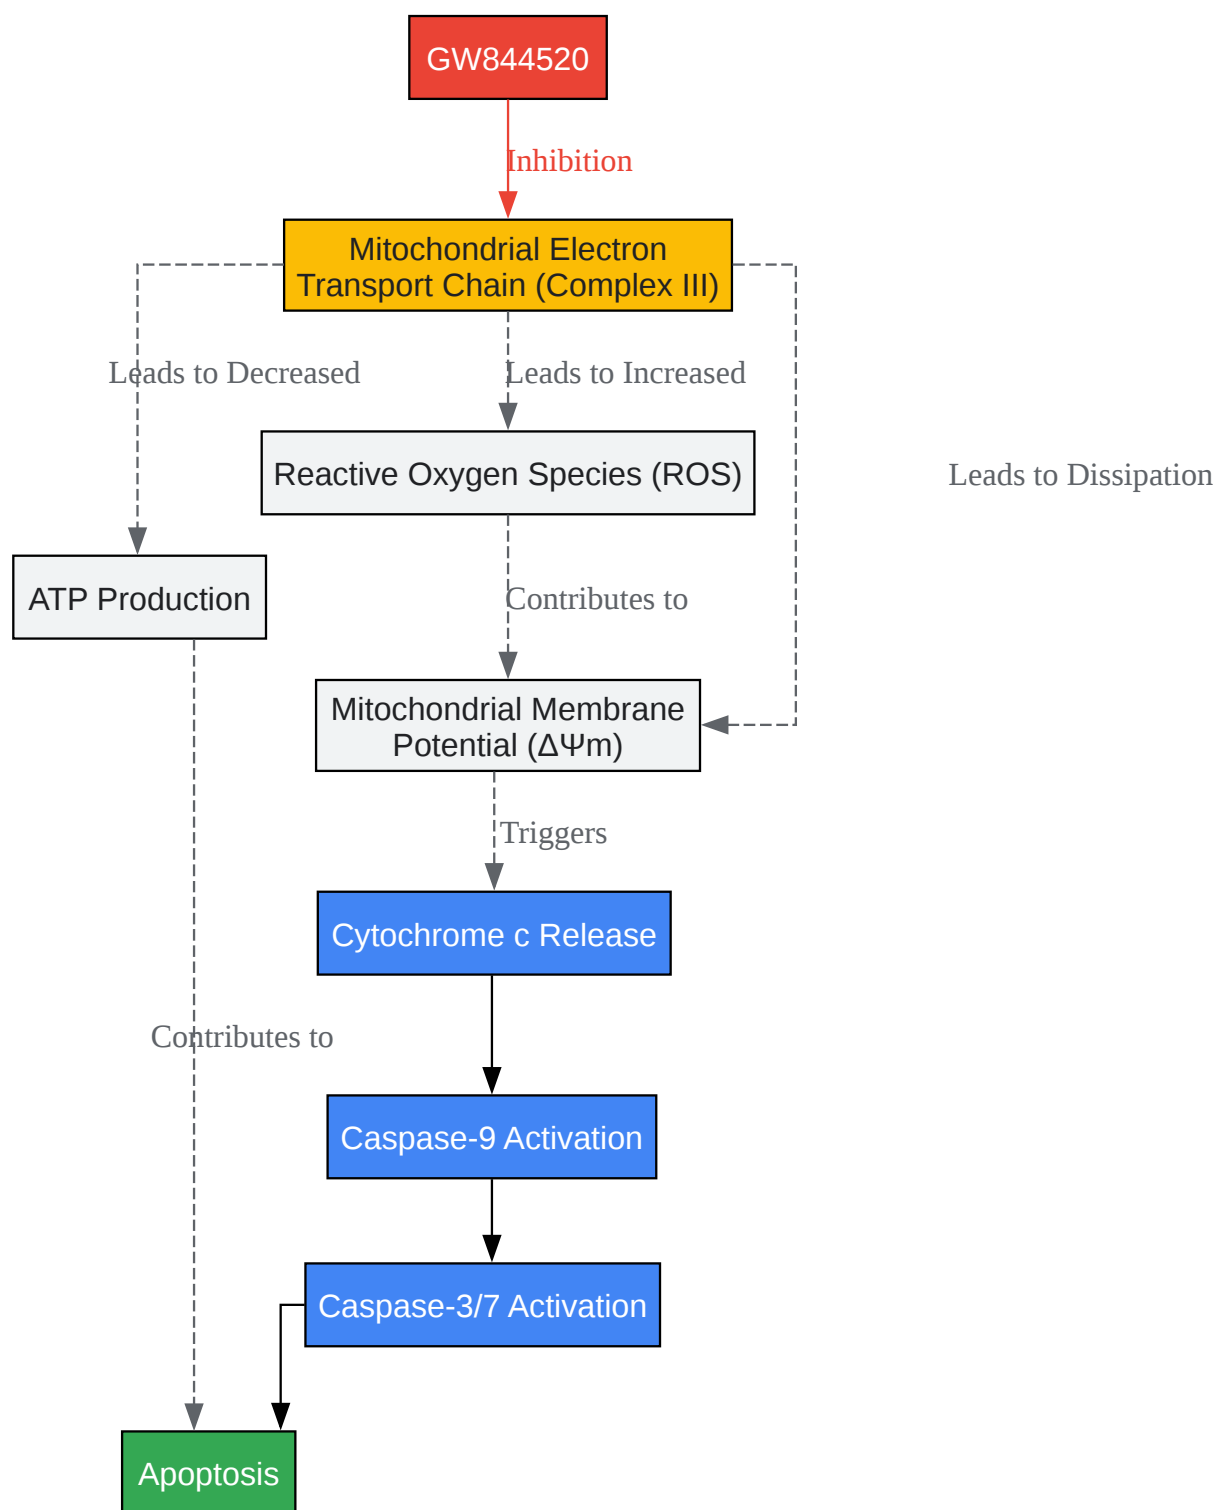 GW844520
Inhibition
Mitochondrial Electron
Transport Chain (Complex III)
Leads to Decreased
Leads to Increased
Reactive Oxygen Species (ROS)
Leads to Dissipation
ATP Production
Contributes to
Mitochondrial Membrane
Potential (ΔΨm)
Triggers
Cytochrome c Release
Contributes to
Caspase-9 Activation
Caspase-3/7 Activation
Apoptosis